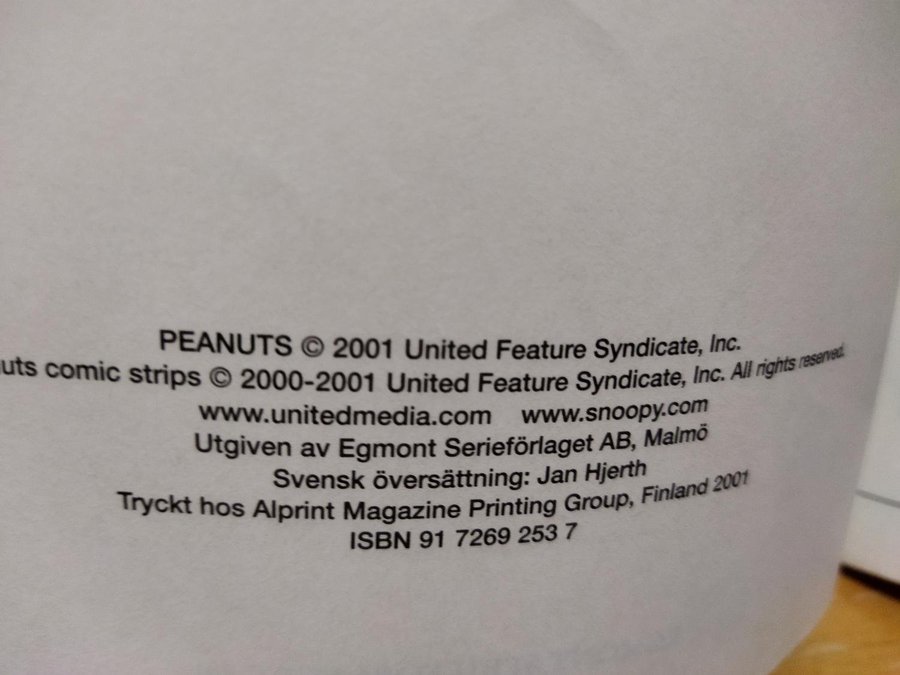 PEANUTS © 2001 United Feature Syndicate, Inc.
uts comic strips © 2000-2001 United Feature Syndicate, Inc. All rights reserved.
www.unitedmedia.com www.snoopy.com
Utgiven av Egmont Serieförlaget AB, Malmö
Svensk översättning: Jan Hjerth
Tryckt hos Alprint Magazine Printing Group, Finland 2001
ISBN 91 7269 253 7